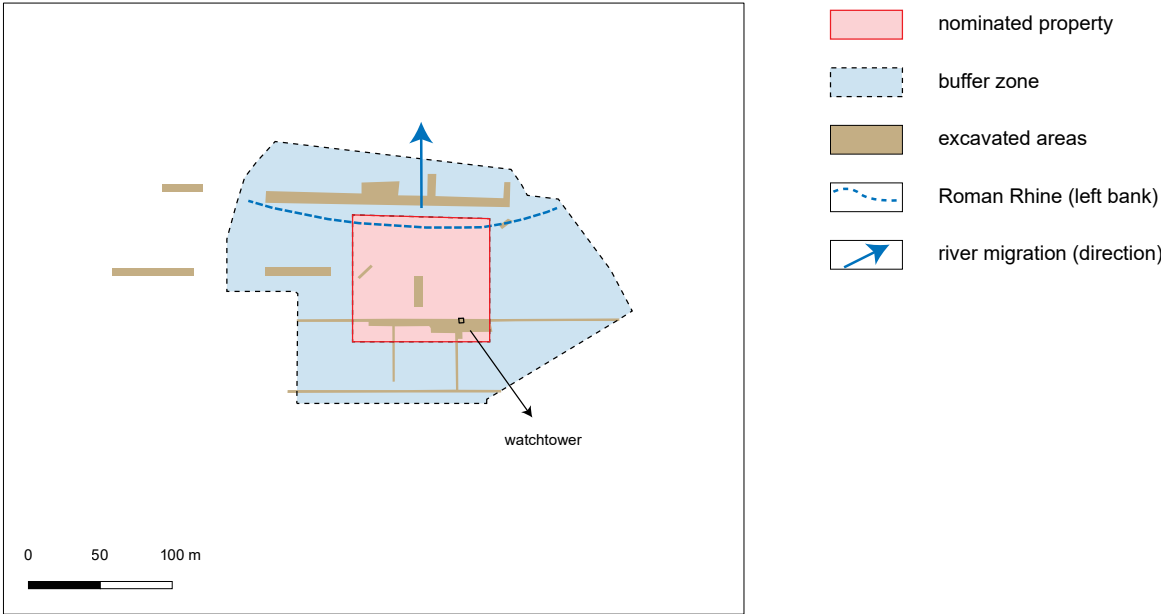 nominated property
buffer zone
excavated areas
Roman Rhine (left bank)
river migration (direction)
watchtower
0 50 100 m